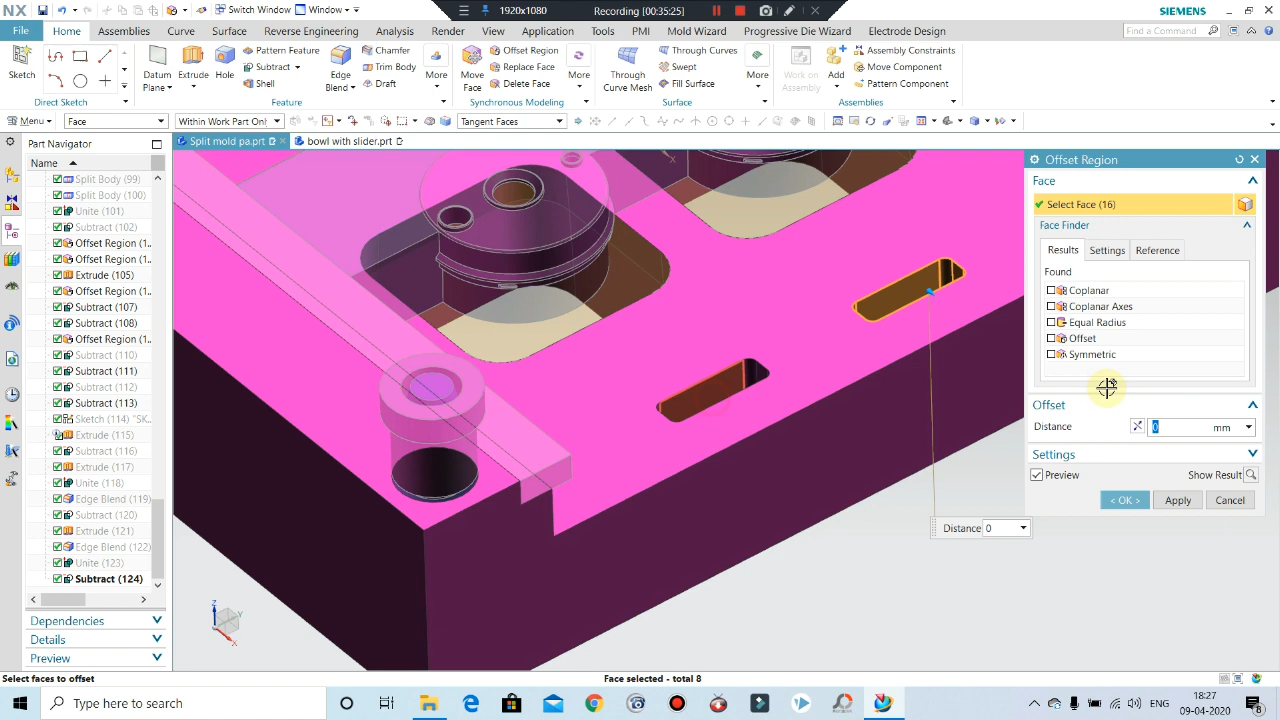 NX Switch Window Window 1920x1080 Recording [00:35:25] SIEMENS
File Home Assemblies Curve Surface Reverse Engineering Analysis Render View Application Tools PMI Mold Wizard Progressive Die Wizard Electrode Design Find a Command
Pattern Feature Chamfer Offset Region Through Curves Assembly Constraints
Subtract Trim Body Replace Face Swept Move Component
Shell Draft Delete Face Fill Surface Pattern Component
Sketch Datum Plane Extrude Hole Edge Blend More Move Face More Through Curve Mesh More Work on Assembly Add
Direct Sketch Feature Synchronous Modeling Surface Assemblies
Menu Face Within Work Part Only Tangent Faces
Part Navigator Split mold pa.prt bowl with slider.prt
Name
Split Body (99)
Split Body (100)
Unite (101)
Subtract (102)
Offset Region (1...
Offset Region (1...
Extrude (105)
Offset Region (1...
Subtract (107)
Subtract (108)
Offset Region (1...
Subtract (110)
Subtract (111)
Subtract (112)
Subtract (113)
Sketch (114) "SK...
Extrude (115)
Subtract (116)
Extrude (117)
Unite (118)
Edge Blend (119)
Subtract (120)
Extrude (121)
Edge Blend (122)
Unite (123)
Subtract (124)
Dependencies
Details
Preview
X
Z
Y
X
Distance 0
Offset Region
Face
Select Face (16)
Face Finder
Results Settings Reference
Found
Coplanar
Coplanar Axes
Equal Radius
Offset
Symmetric
Offset
Distance 0 mm
Settings
Preview Show Result
< OK > Apply Cancel
Select faces to offset Face selected - total 8
Type here to search ENG 18:27
09-04-2020